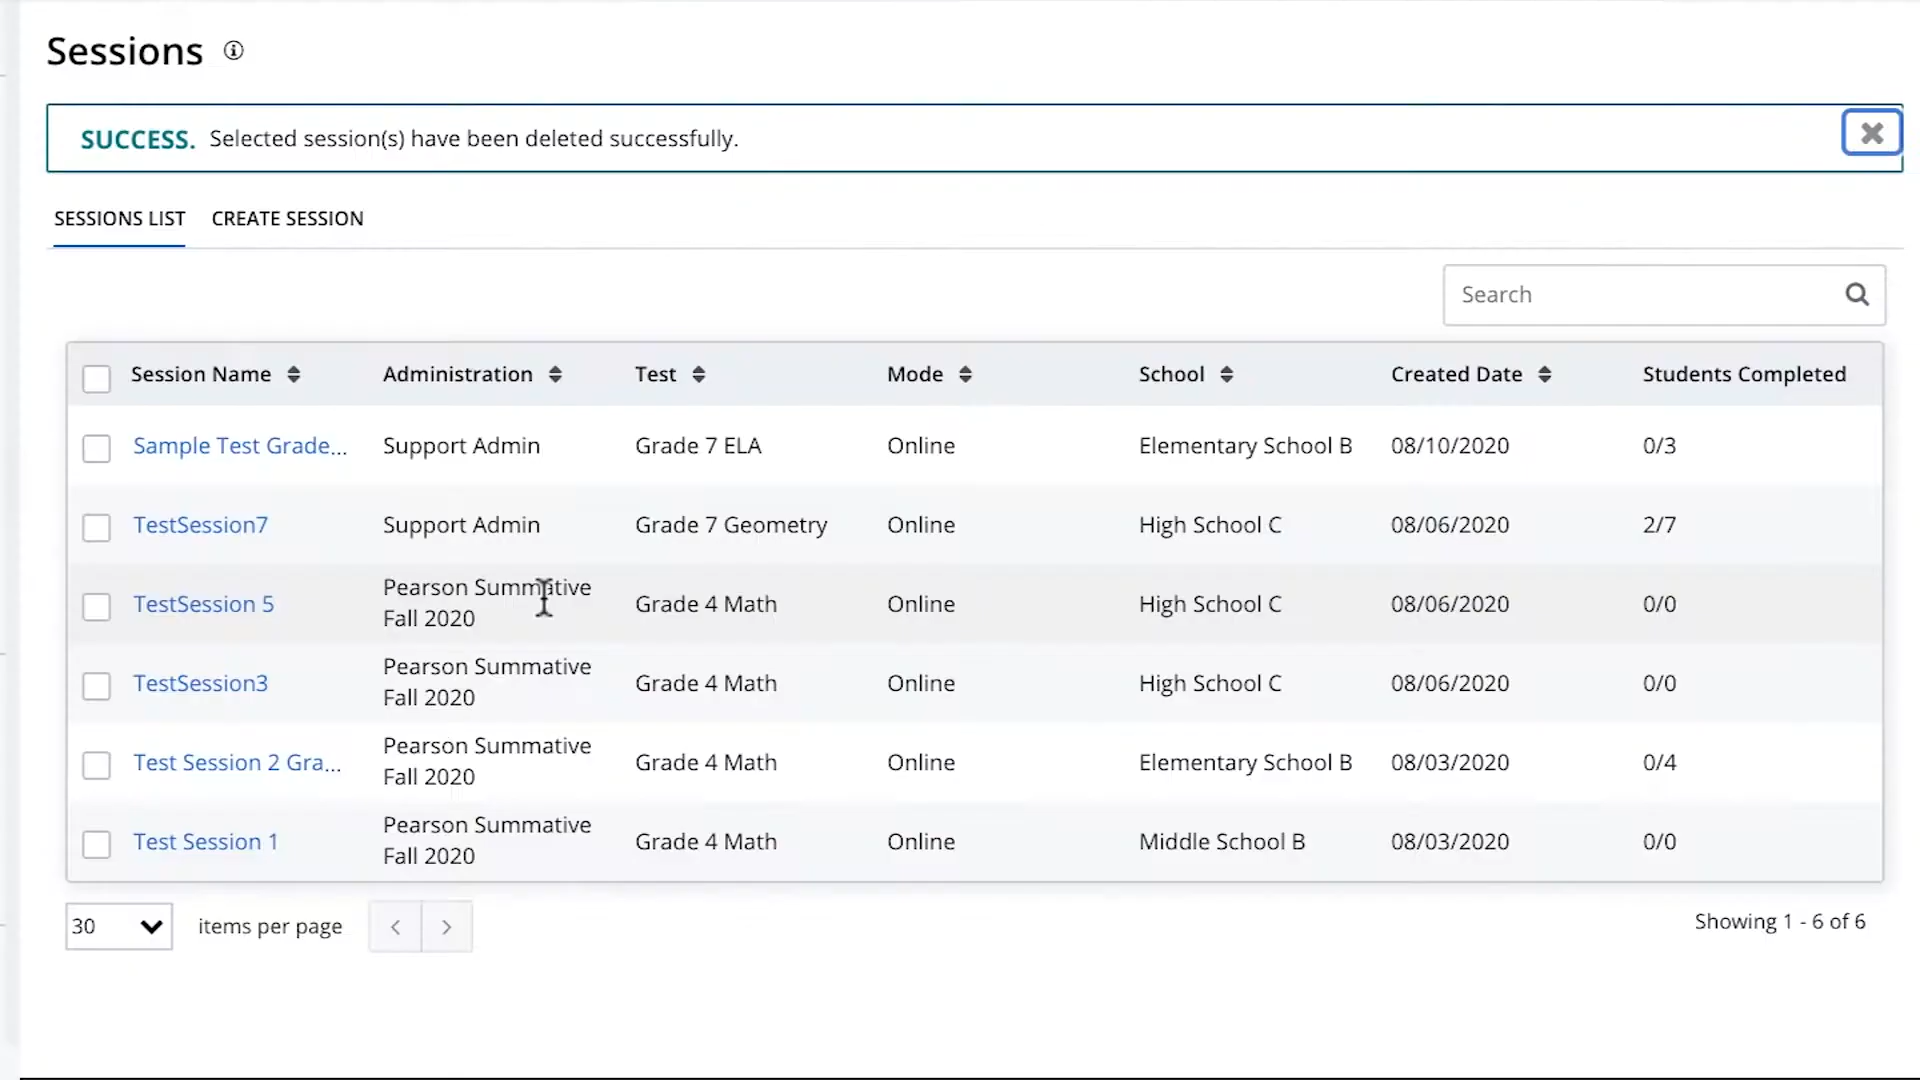 Sessions
SUCCESS. Selected session(s) have been deleted successfully.
SESSIONS LIST CREATE SESSION
Search
Session Name Administration Test Mode School Created Date Students Completed
Sample Test Grade... Support Admin Grade 7 ELA Online Elementary School B 08/10/2020 0/3
TestSession7 Support Admin Grade 7 Geometry Online High School C 08/06/2020 2/7
TestSession 5 Pearson Summative Fall 2020 Grade 4 Math Online High School C 08/06/2020 0/0
TestSession3 Pearson Summative Fall 2020 Grade 4 Math Online High School C 08/06/2020 0/0
Test Session 2 Gra... Pearson Summative Fall 2020 Grade 4 Math Online Elementary School B 08/03/2020 0/4
Test Session 1 Pearson Summative Fall 2020 Grade 4 Math Online Middle School B 08/03/2020 0/0
30 items per page
Showing 1 - 6 of 6